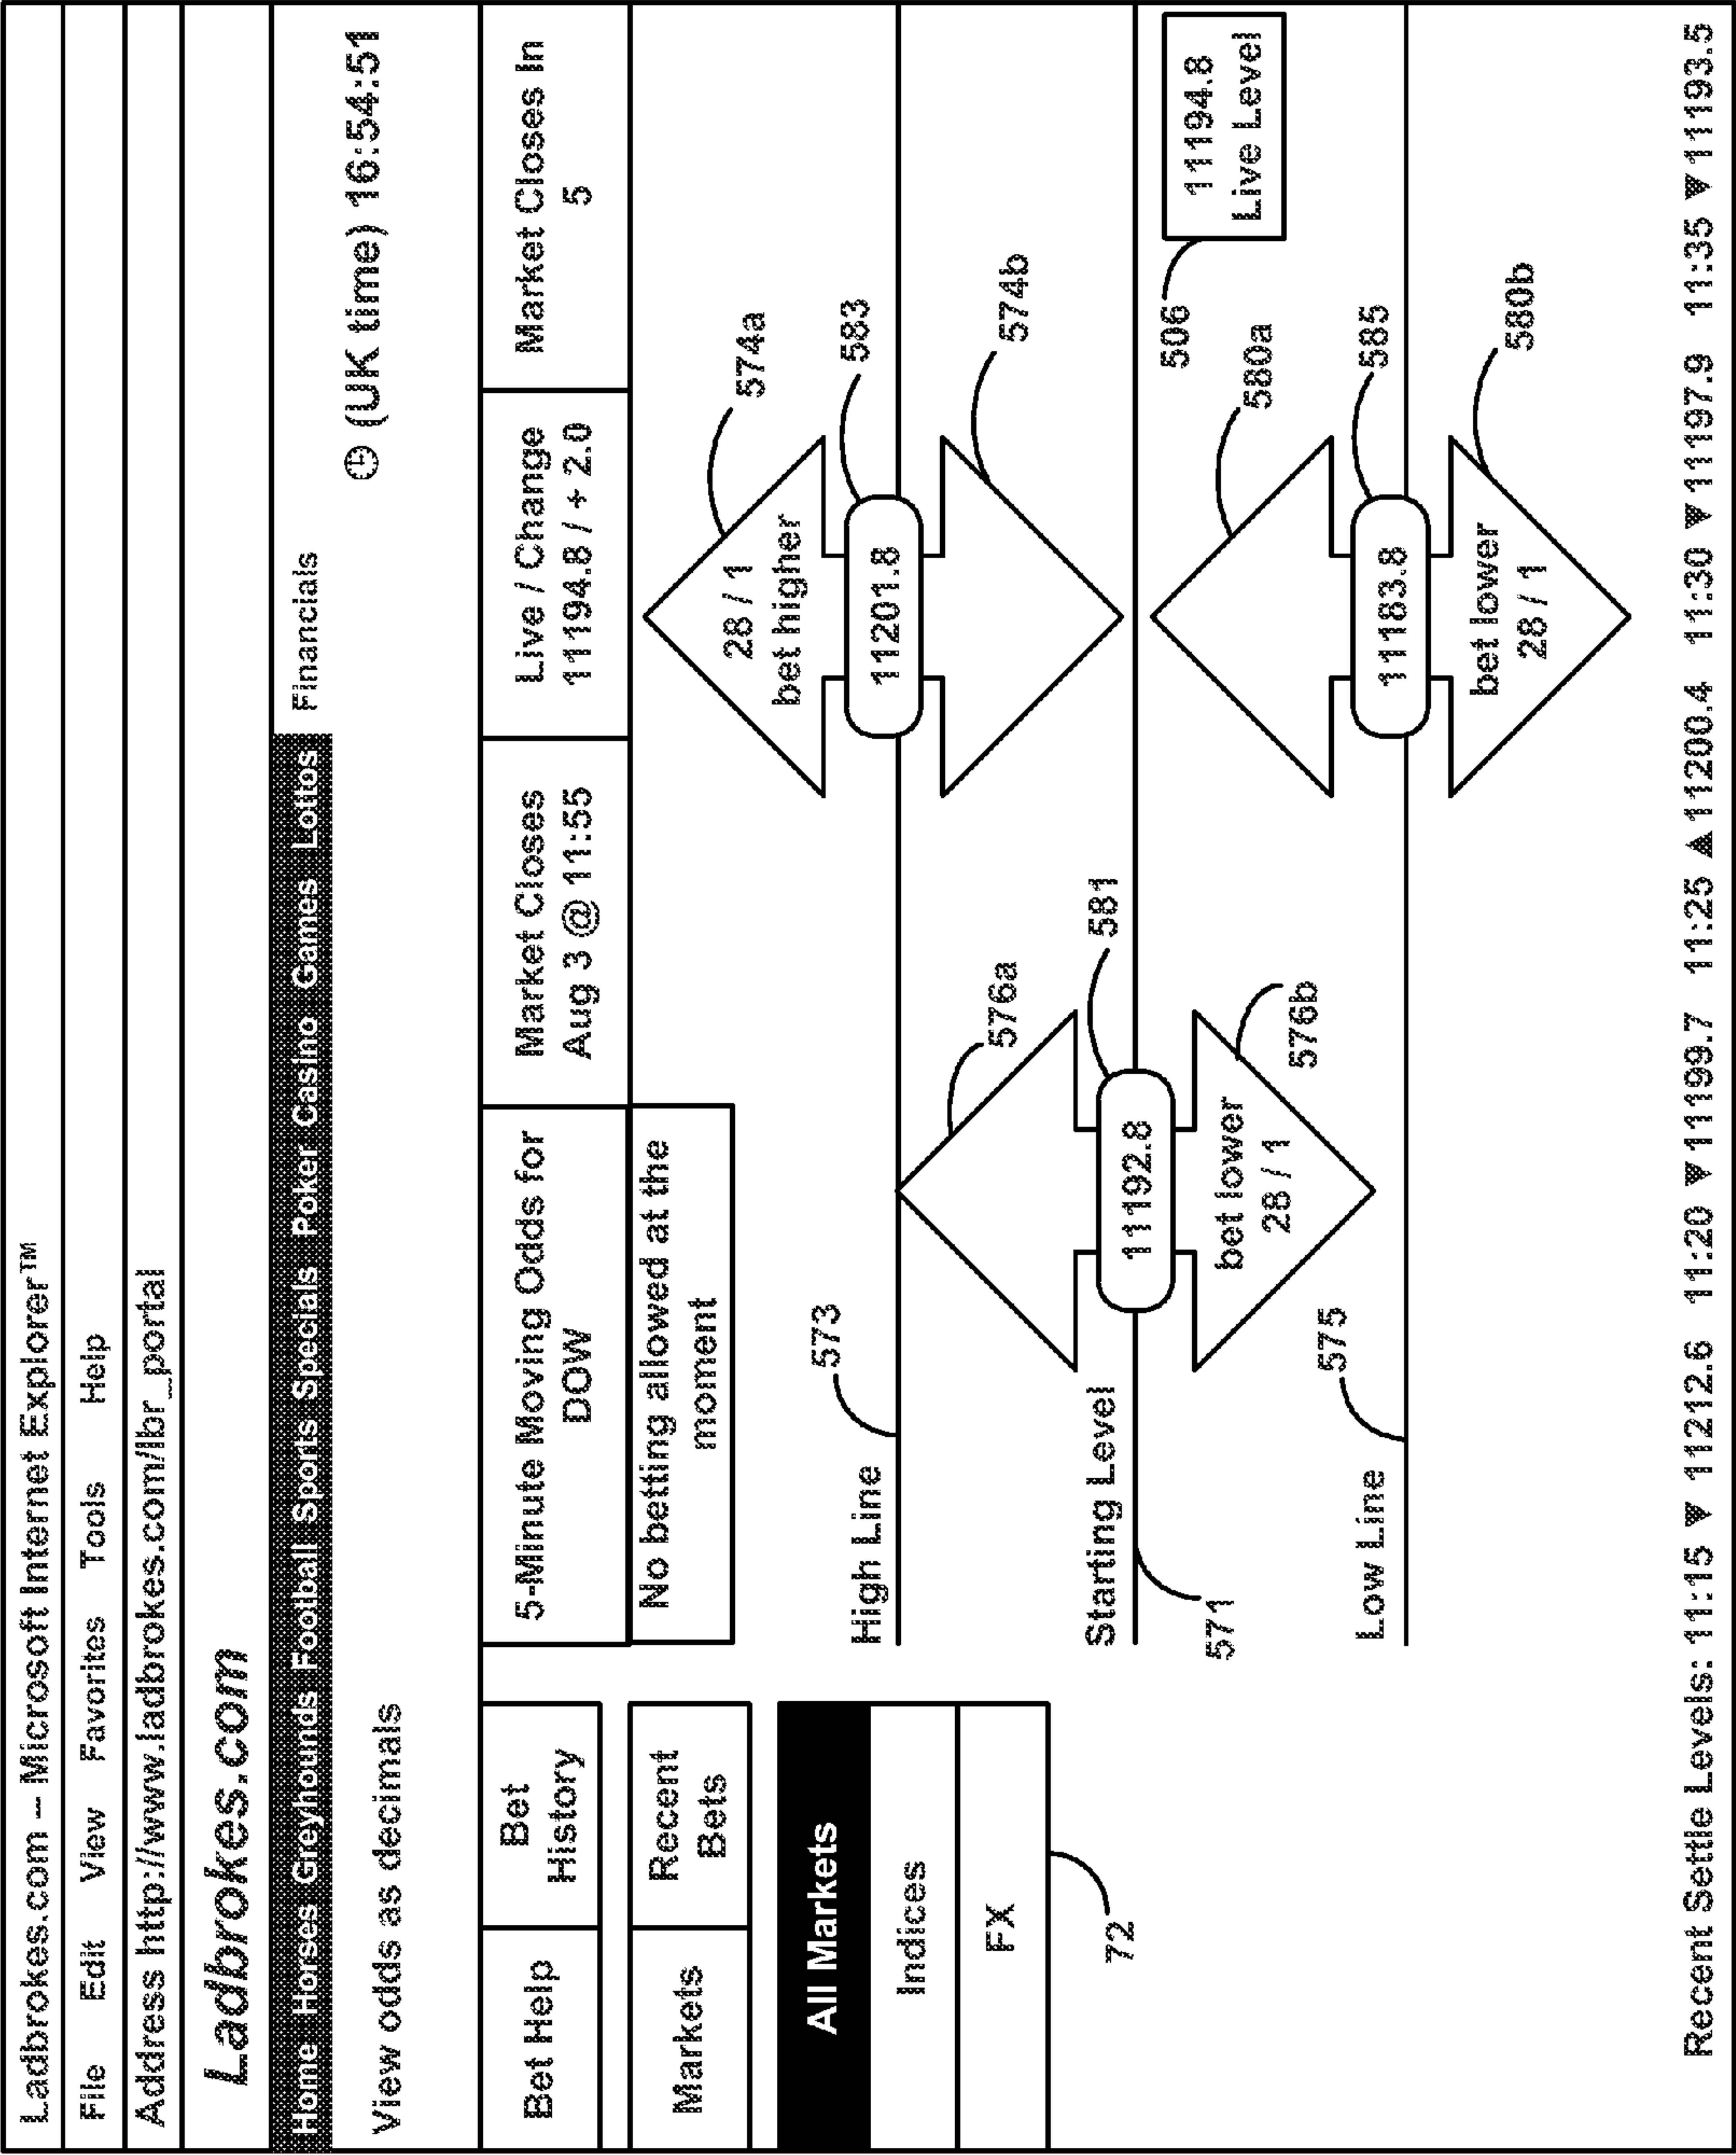 Ladbrokes.com – Microsoft Internet Explorer™
File Edit View Favorites Tools Help
Address http://www.ladbrokes.com/lbr_portal
Ladbrokes.com
Home Horses Greyhounds Football Sports Specials Poker Casino Games Lottos Financials
View odds as decimals
(UK time) 16:54:51
Bet Help
Bet
History
Markets
Recent
Bets
All Markets
Indices
FX
72
5-Minute Moving Odds for
DOW
Market Closes
Aug 3 @ 11:55
Live / Change
11194.8 / + 2.0
Market Closes In
5
No betting allowed at the
moment
574a
28 / 1
bet higher
573
583
High Line
11201.8
574b
576a
581
Starting Level
11192.8
571
bet lower
28 / 1
576b
506
11194.8
Live Level
580a
575
585
Low Line
11183.8
bet lower
28 / 1
580b
Recent Settle Levels: 11:15 ▼ 11212.6 11:20 ▼11199.7 11:25 ▲11200.4 11:30 ▼11197.9 11:35 ▼11193.5